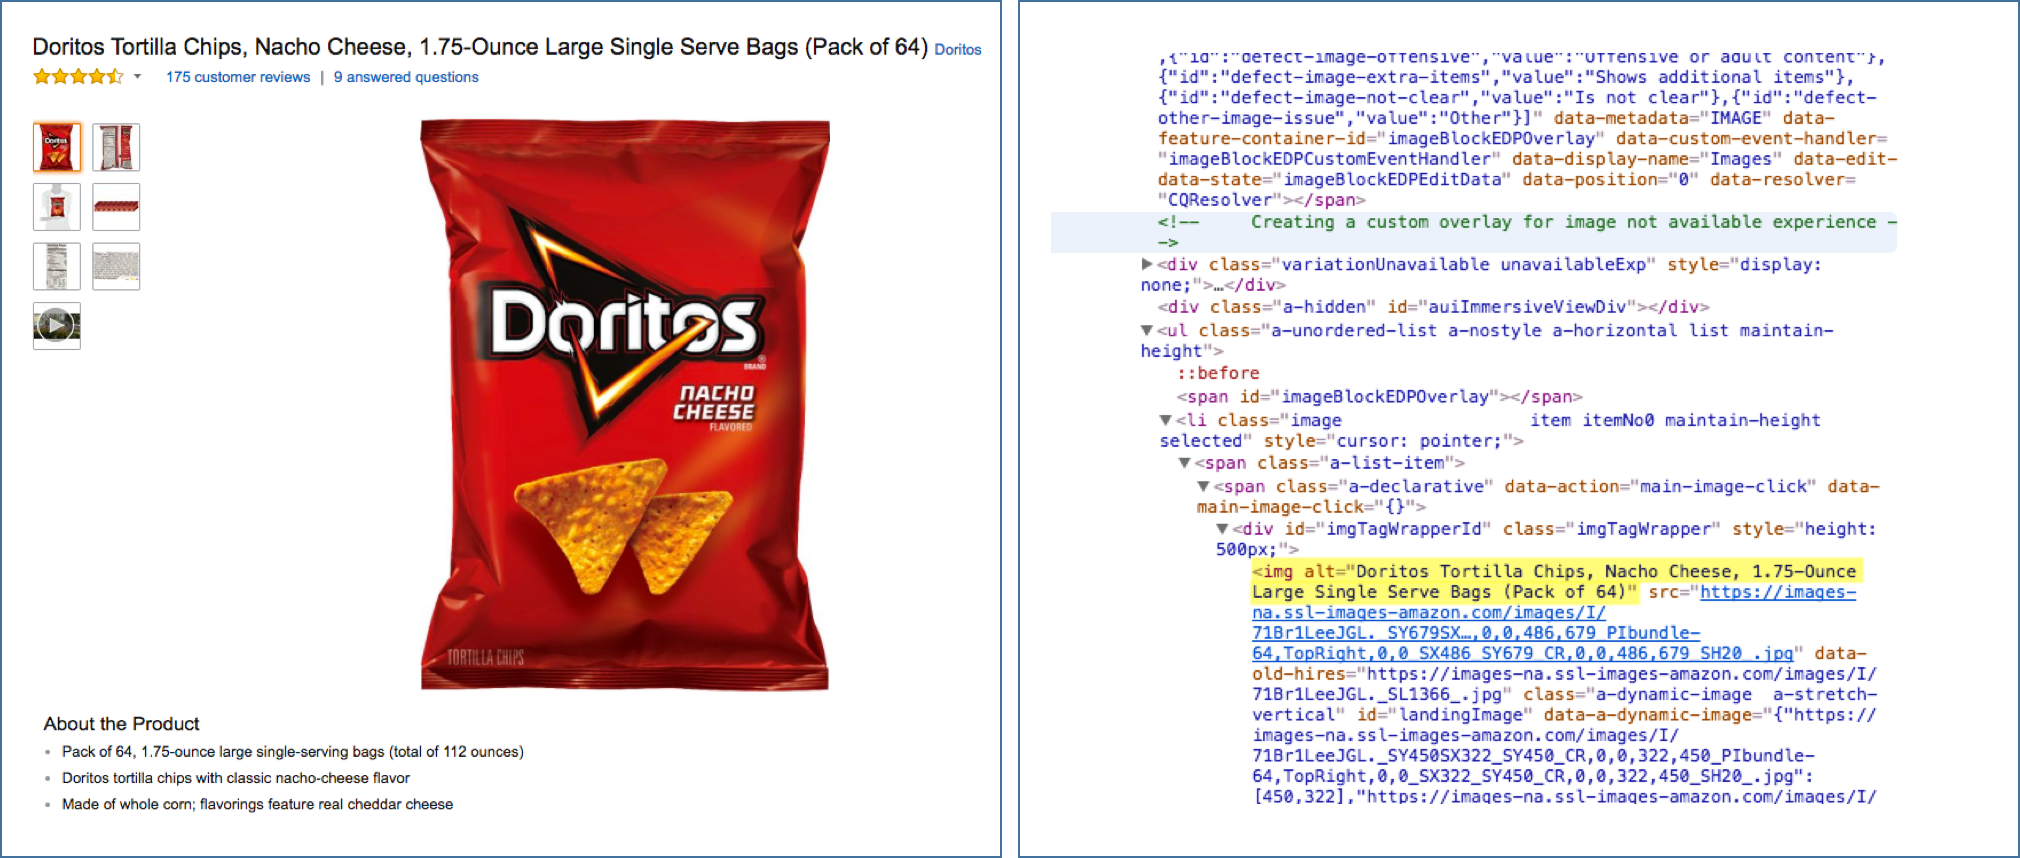 Doritos Tortilla Chips, Nacho Cheese, 1.75-Ounce Large Single Serve Bags (Pack of 64) Doritos
175 customer reviews | 9 answered questions
Doritos
BRAND
NACHO
CHEESE
FLAVORED
TORTILLA CHIPS
About the Product
• Pack of 64, 1.75-ounce large single-serving bags (total of 112 ounces)
• Doritos tortilla chips with classic nacho-cheese flavor
• Made of whole corn; flavorings feature real cheddar cheese
,{"id":"defect-image-offensive","value":"Offensive or adult content"},
{"id":"defect-image-extra-items","value":"Shows additional items"},
{"id":"defect-image-not-clear","value":"Is not clear"},{"id":"defect-
other-image-issue","value":"Other"}]" data-metadata="IMAGE" data-
feature-container-id="imageBlockEDPOverlay" data-custom-event-handler=
"imageBlockEDPCustomEventHandler" data-display-name="Images" data-edit-
data-state="imageBlockEDPEditData" data-position="0" data-resolver=
"CQResolver"></span>
<!-- Creating a custom overlay for image not available experience -
->
▶<div class="variationUnavailable unavailableExp" style="display:
none;">…</div>
<div class="a-hidden" id="auiImmersiveViewDiv"></div>
▼<ul class="a-unordered-list a-nostyle a-horizontal list maintain-
height">
::before
<span id="imageBlockEDPOverlay"></span>
▼<li class="image item itemNo0 maintain-height
selected" style="cursor: pointer;">
▼<span class="a-list-item">
▼<span class="a-declarative" data-action="main-image-click" data-
main-image-click="{}">
▼<div id="imgTagWrapperId" class="imgTagWrapper" style="height:
500px;">
<img alt="Doritos Tortilla Chips, Nacho Cheese, 1.75-Ounce
Large Single Serve Bags (Pack of 64)" src="https://images-
na.ssl-images-amazon.com/images/I/
71Br1LeeJGL._SY679SX…,0,0,486,679_PIbundle-
64,TopRight,0,0_SX486_SY679_CR,0,0,486,679_SH20_.jpg" data-
old-hires="https://images-na.ssl-images-amazon.com/images/I/
71Br1LeeJGL._SL1366_.jpg" class="a-dynamic-image a-stretch-
vertical" id="landingImage" data-a-dynamic-image="{"https://
images-na.ssl-images-amazon.com/images/I/
71Br1LeeJGL._SY450SX322_SY450_CR,0,0,322,450_PIbundle-
64,TopRight,0,0_SX322_SY450_CR,0,0,322,450_SH20_.jpg":
[450,322],"https://images-na.ssl-images-amazon.com/images/I/